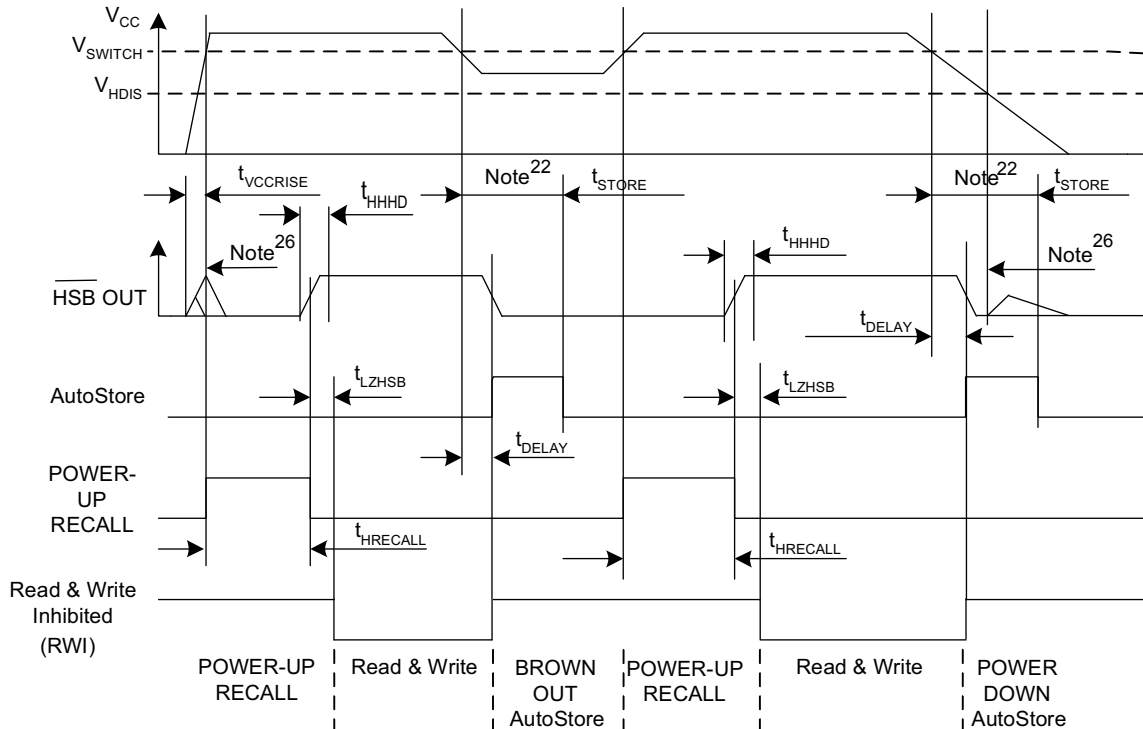 V_CC
V_SWITCH
V_HDIS
t_VCCRISE
Note^22
t_STORE
Note^22
t_STORE
t_HHHD
t_HHHD
Note^26
Note^26
HSB OUT
t_DELAY
t_LZHSB
t_LZHSB
AutoStore
t_DELAY
POWER-
UP
RECALL
t_HRECALL
t_HRECALL
Read & Write
Inhibited
(RWI)
POWER-UP
RECALL
Read & Write
BROWN
OUT
AutoStore
POWER-UP
RECALL
Read & Write
POWER
DOWN
AutoStore